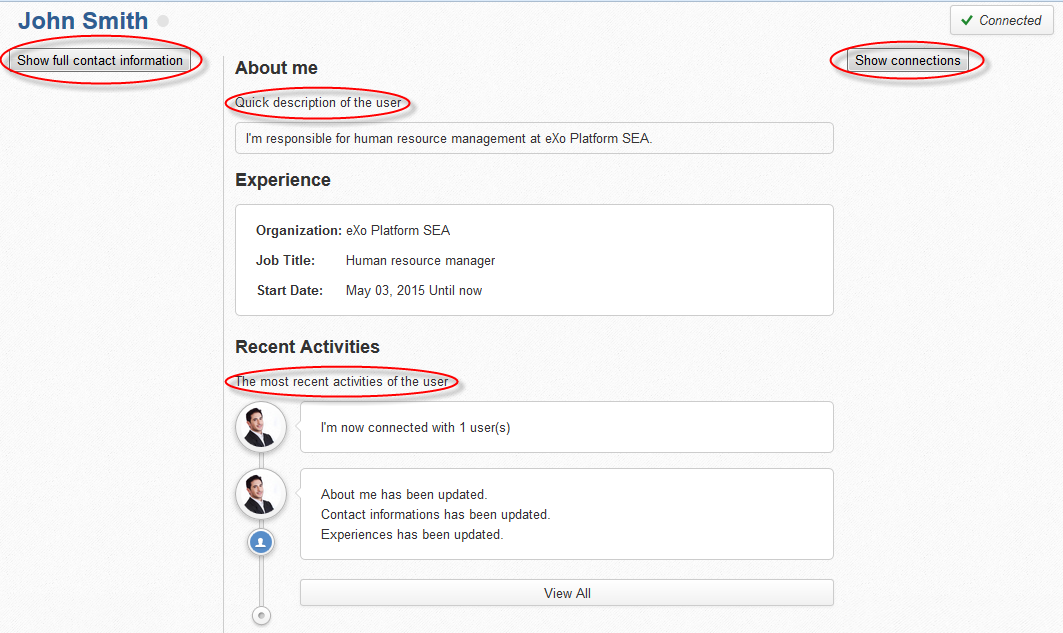 John Smith
Connected
Show full contact information
Show connections
About me
Quick description of the user
I'm responsible for human resource management at eXo Platform SEA.
Experience
Organization: eXo Platform SEA
Job Title: Human resource manager
Start Date: May 03, 2015 Until now
Recent Activities
The most recent activities of the user
I'm now connected with 1 user(s)
About me has been updated.
Contact informations has been updated.
Experiences has been updated.
View All